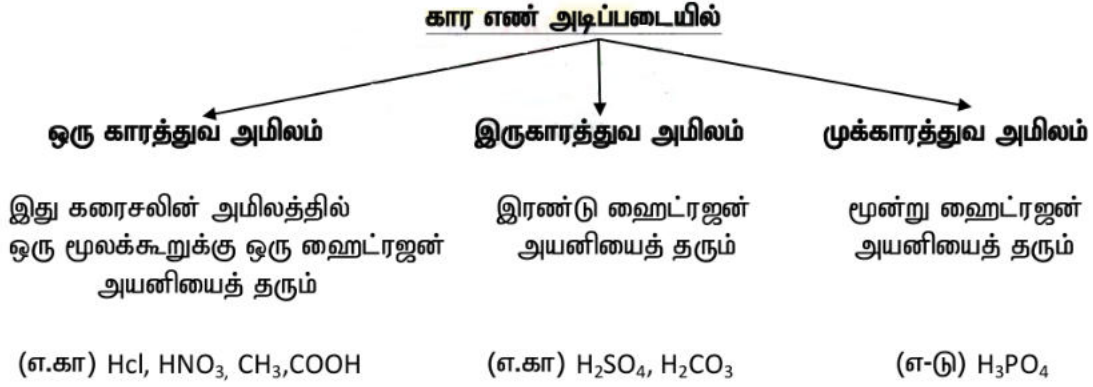 கார எண் அடிப்படையில்
ஒரு காரத்துவ அமிலம்
இது கரைசலின் அமிலத்தில்
ஒரு மூலக்கூறுக்கு ஒரு ஹைட்ரஜன்
அயனியைத் தரும்
(எ.கா) Hcl, HNO₃, CH₃,COOH
இருகாரத்துவ அமிலம்
இரண்டு ஹைட்ரஜன்
அயனியைத் தரும்
(எ.கா) H₂SO₄, H₂CO₃
முக்காரத்துவ அமிலம்
மூன்று ஹைட்ரஜன்
அயனியைத் தரும்
(எ-டு) H₃PO₄